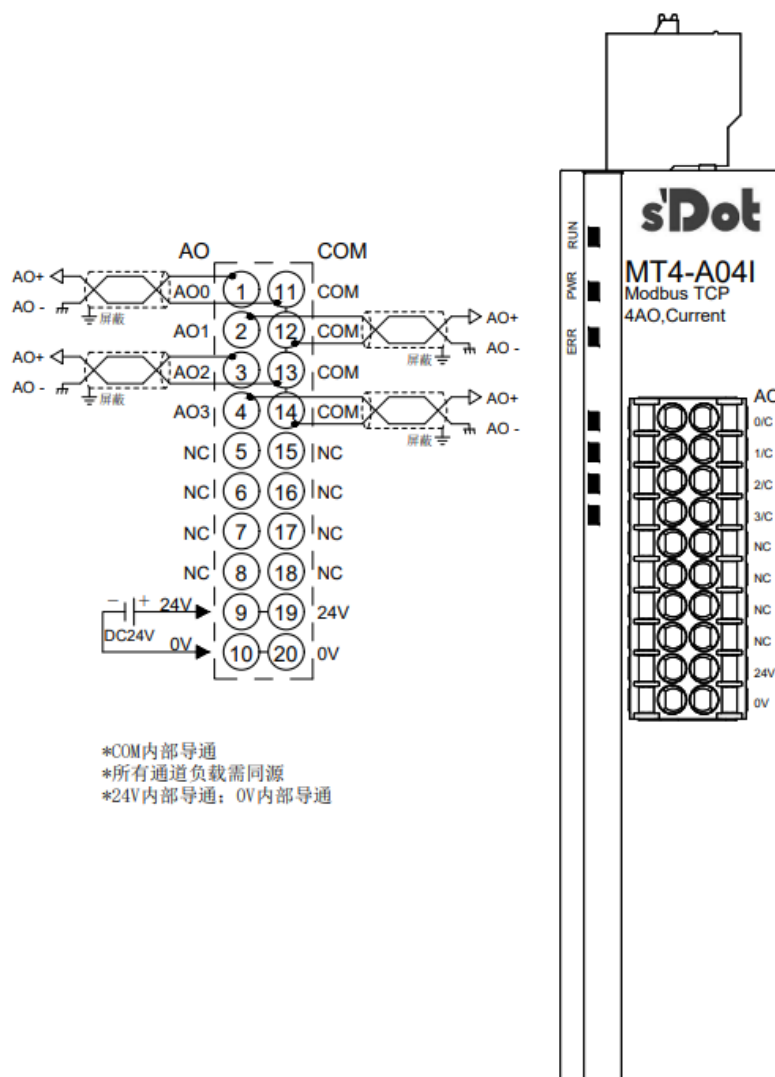 s'Dot
RUN
PWR
ERR
MT4-A04I
Modbus TCP
4AO,Current
AO COM
AO+ AO0 1 11 COM
AO - 屏蔽
AO1 2 12 COM AO+
屏蔽 AO -
AO+ AO2 3 13 COM
AO - 屏蔽
AO3 4 14 COM AO+
屏蔽 AO -
NC 5 15 NC
NC 6 16 NC
NC 7 17 NC
NC 8 18 NC
- + 24V 9 19 24V
DC24V
0V 10 20 0V
AO
0/C
1/C
2/C
3/C
NC
NC
NC
NC
24V
0V
*COM内部导通
*所有通道负载需同源
*24V内部导通；0V内部导通